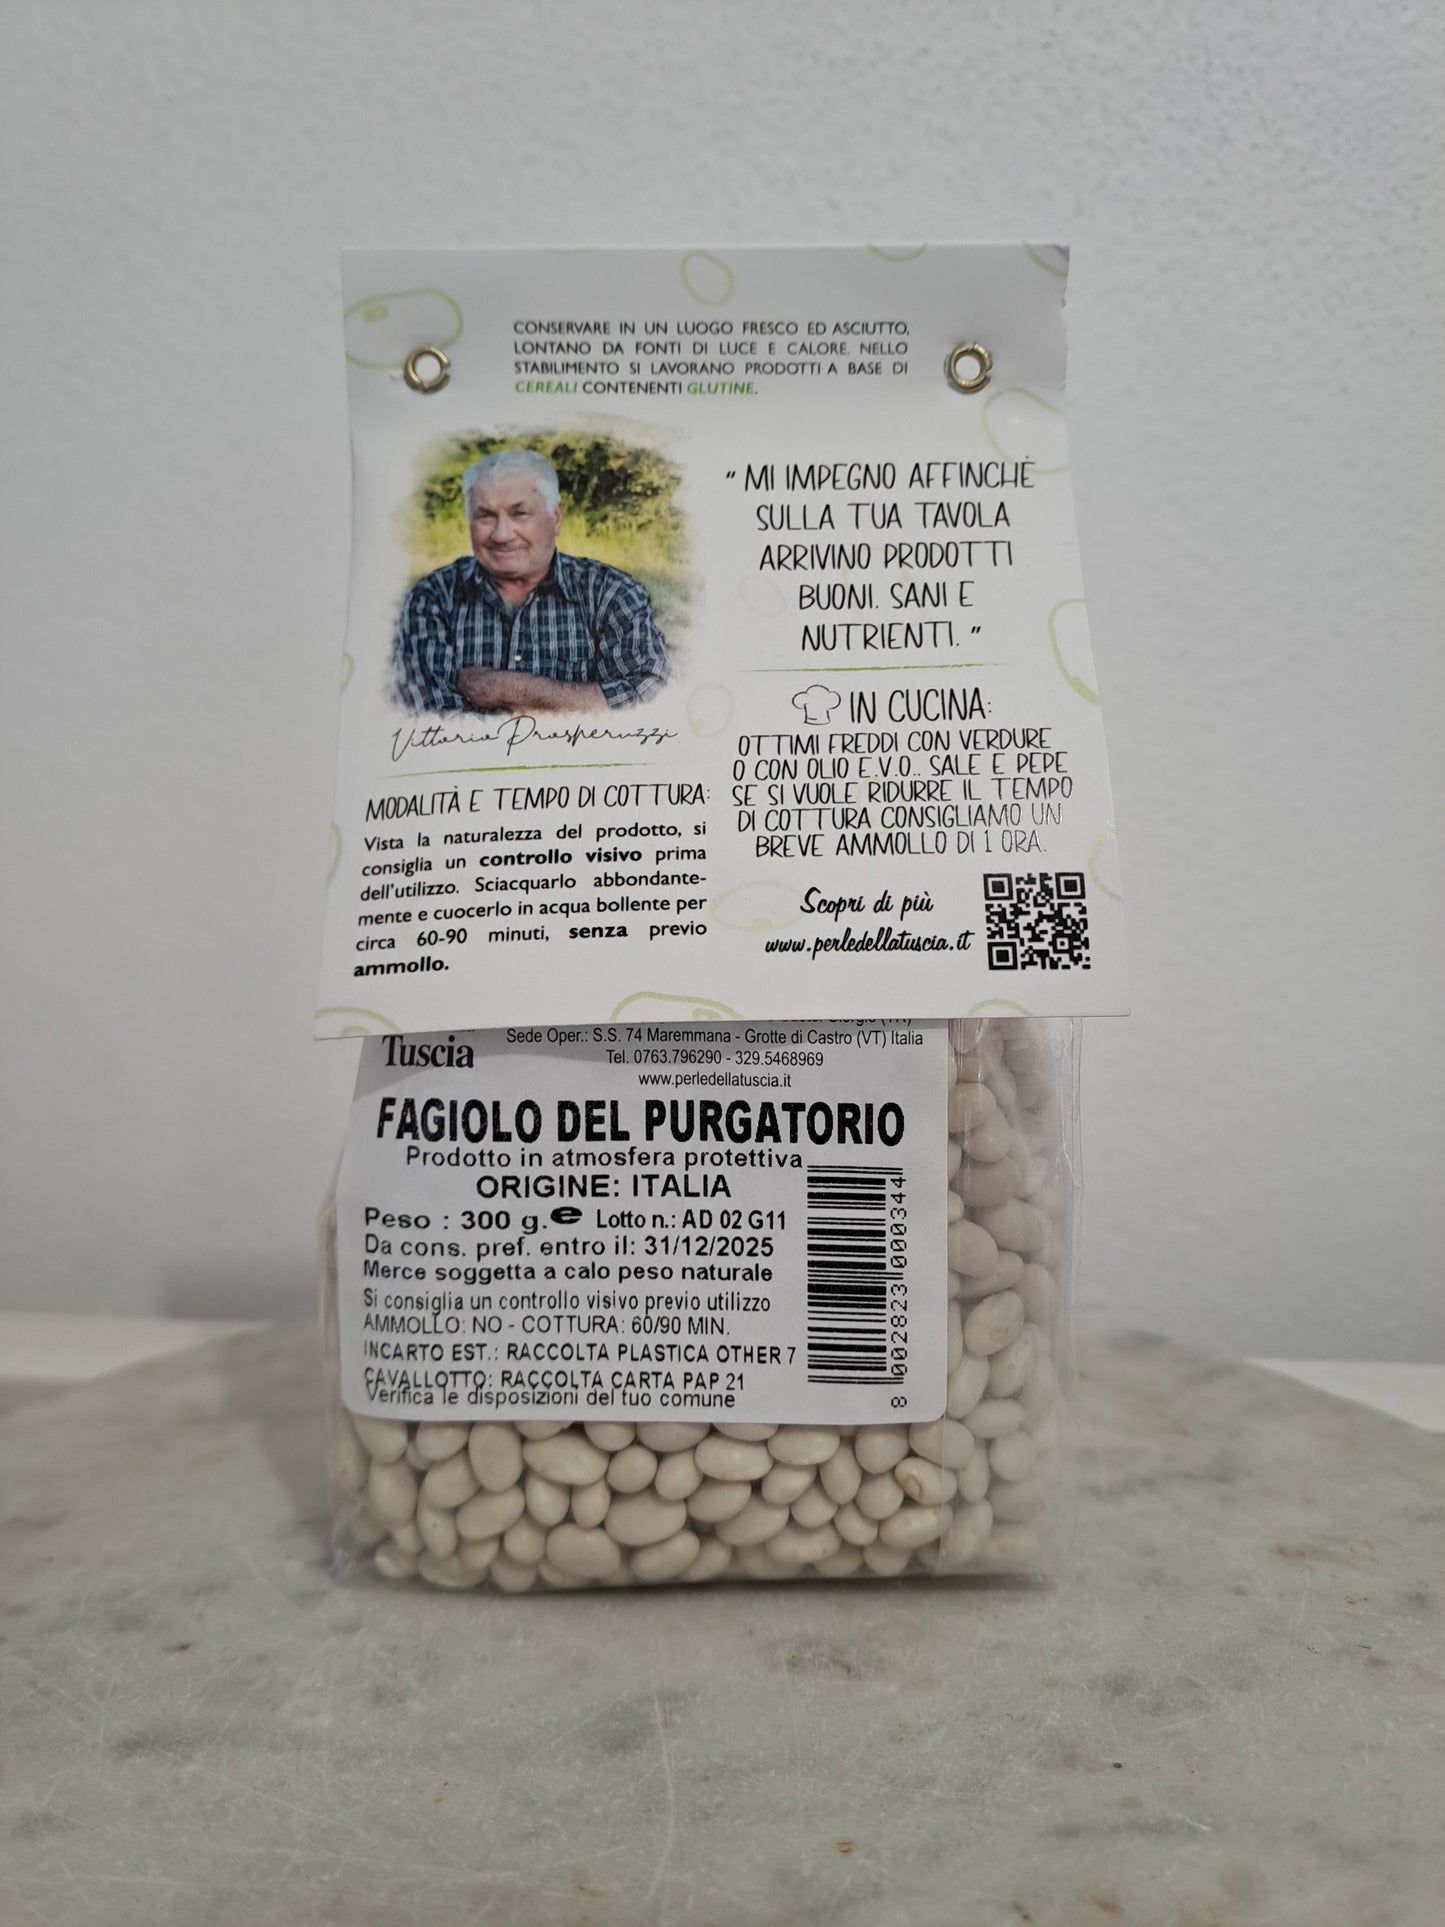 CONSERVARE IN UN LUOGO FRESCO ED ASCIUTTO,
LONTANO DA FONTI DI LUCE E CALORE. NELLO
STABILIMENTO SI LAVORANO PRODOTTI A BASE DI
CEREALI CONTENENTI GLUTINE.
" MI IMPEGNO AFFINCHÈ
SULLA TUA TAVOLA
ARRIVINO PRODOTTI
BUONI. SANI E
NUTRIENTI. "
Vittorio Prosperuzzi
MODALITÀ E TEMPO DI COTTURA:
Vista la naturalezza del prodotto, si
consiglia un controllo visivo prima
dell'utilizzo. Sciacquarlo abbondante-
mente e cuocerlo in acqua bollente per
circa 60-90 minuti, senza previo
ammollo.
IN CUCINA:
OTTIMI FREDDI CON VERDURE
O CON OLIO E.V.O.. SALE E PEPE
SE SI VUOLE RIDURRE IL TEMPO
DI COTTURA CONSIGLIAMO UN
BREVE AMMOLLO DI 1 ORA.
Scopri di più
www.perledellatuscia.it
Tuscia
Sede Oper.: S.S. 74 Maremmana - Grotte di Castro (VT) Italia
Tel. 0763.796290 - 329.5468969
www.perledellatuscia.it
FAGIOLO DEL PURGATORIO
Prodotto in atmosfera protettiva
ORIGINE: ITALIA
Peso : 300 g. e Lotto n.: AD 02 G11
Da cons. pref. entro il: 31/12/2025
Merce soggetta a calo peso naturale
Si consiglia un controllo visivo previo utilizzo
AMMOLLO: NO - COTTURA: 60/90 MIN.
INCARTO EST.: RACCOLTA PLASTICA OTHER 7
CAVALLOTTO: RACCOLTA CARTA PAP 21
Verifica le disposizioni del tuo comune
8 002823 000344